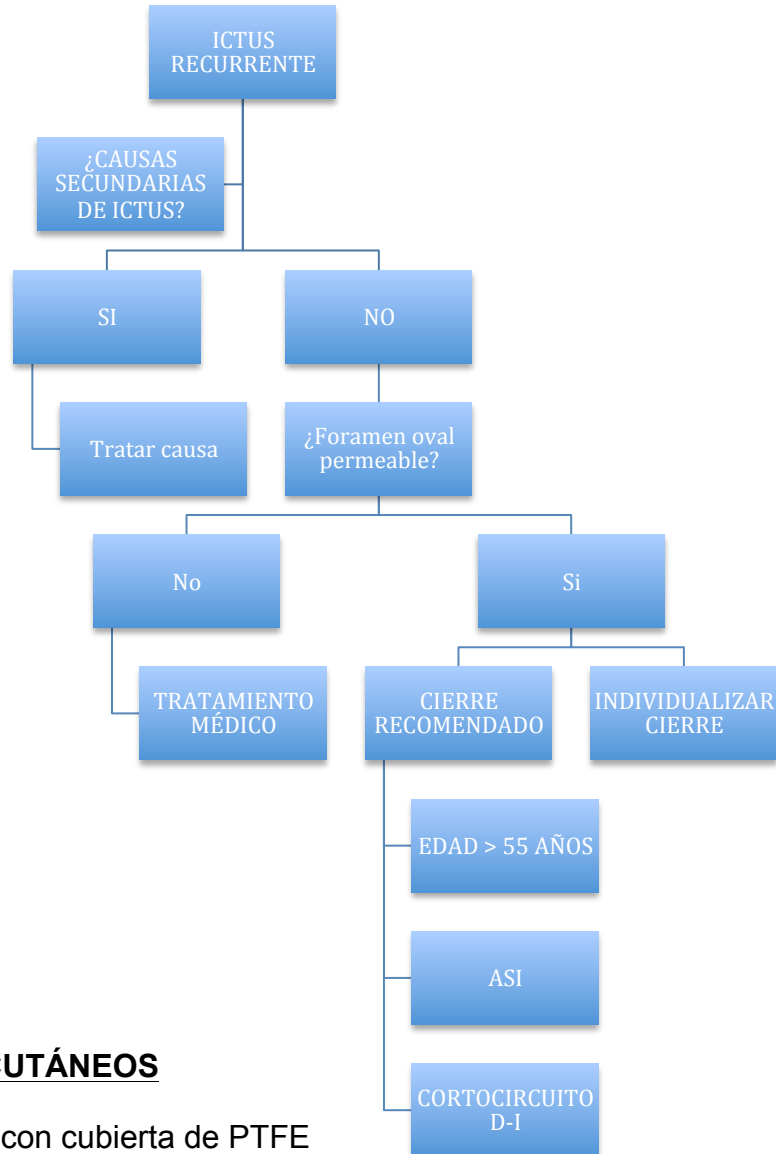 ICTUS
RECURRENTE
¿CAUSAS
SECUNDARIAS
DE ICTUS?
SI
NO
Tratar causa
¿Foramen oval
permeable?
No
Si
TRATAMIENTO
MÉDICO
CIERRE
RECOMENDADO
INDIVIDUALIZAR
CIERRE
EDAD > 55 AÑOS
ASI
CORTOCIRCUITO
D-I
CUTÁNEOS
con cubierta de PTFE